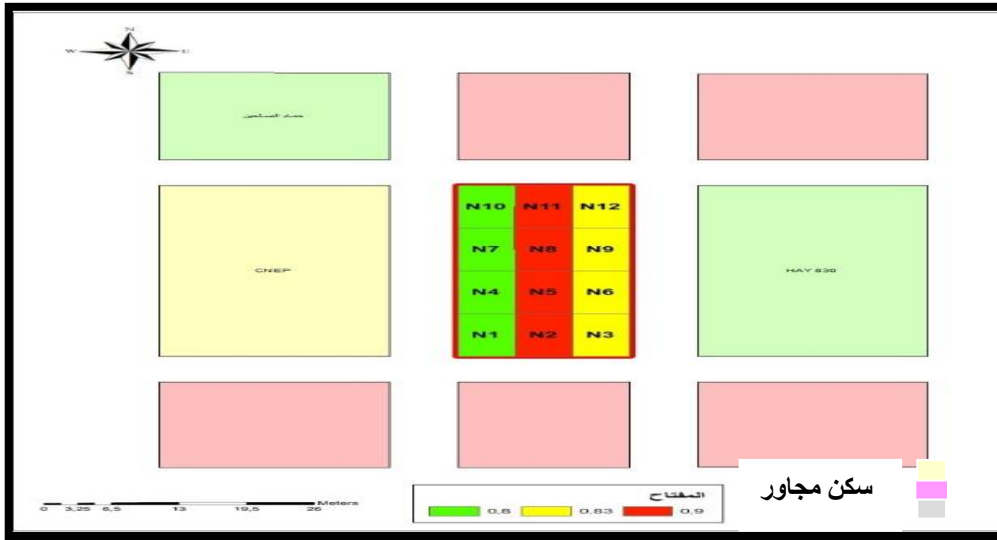 N
W E
S
CNEP
N10 N11 N12
N7 N8 N9
N4 N5 N6
N1 N2 N3
HAY 830
سكن مجاور
المفتاح
0,8 0,83 0,9
Meters
0 3,25 6,5 13 19,5 26